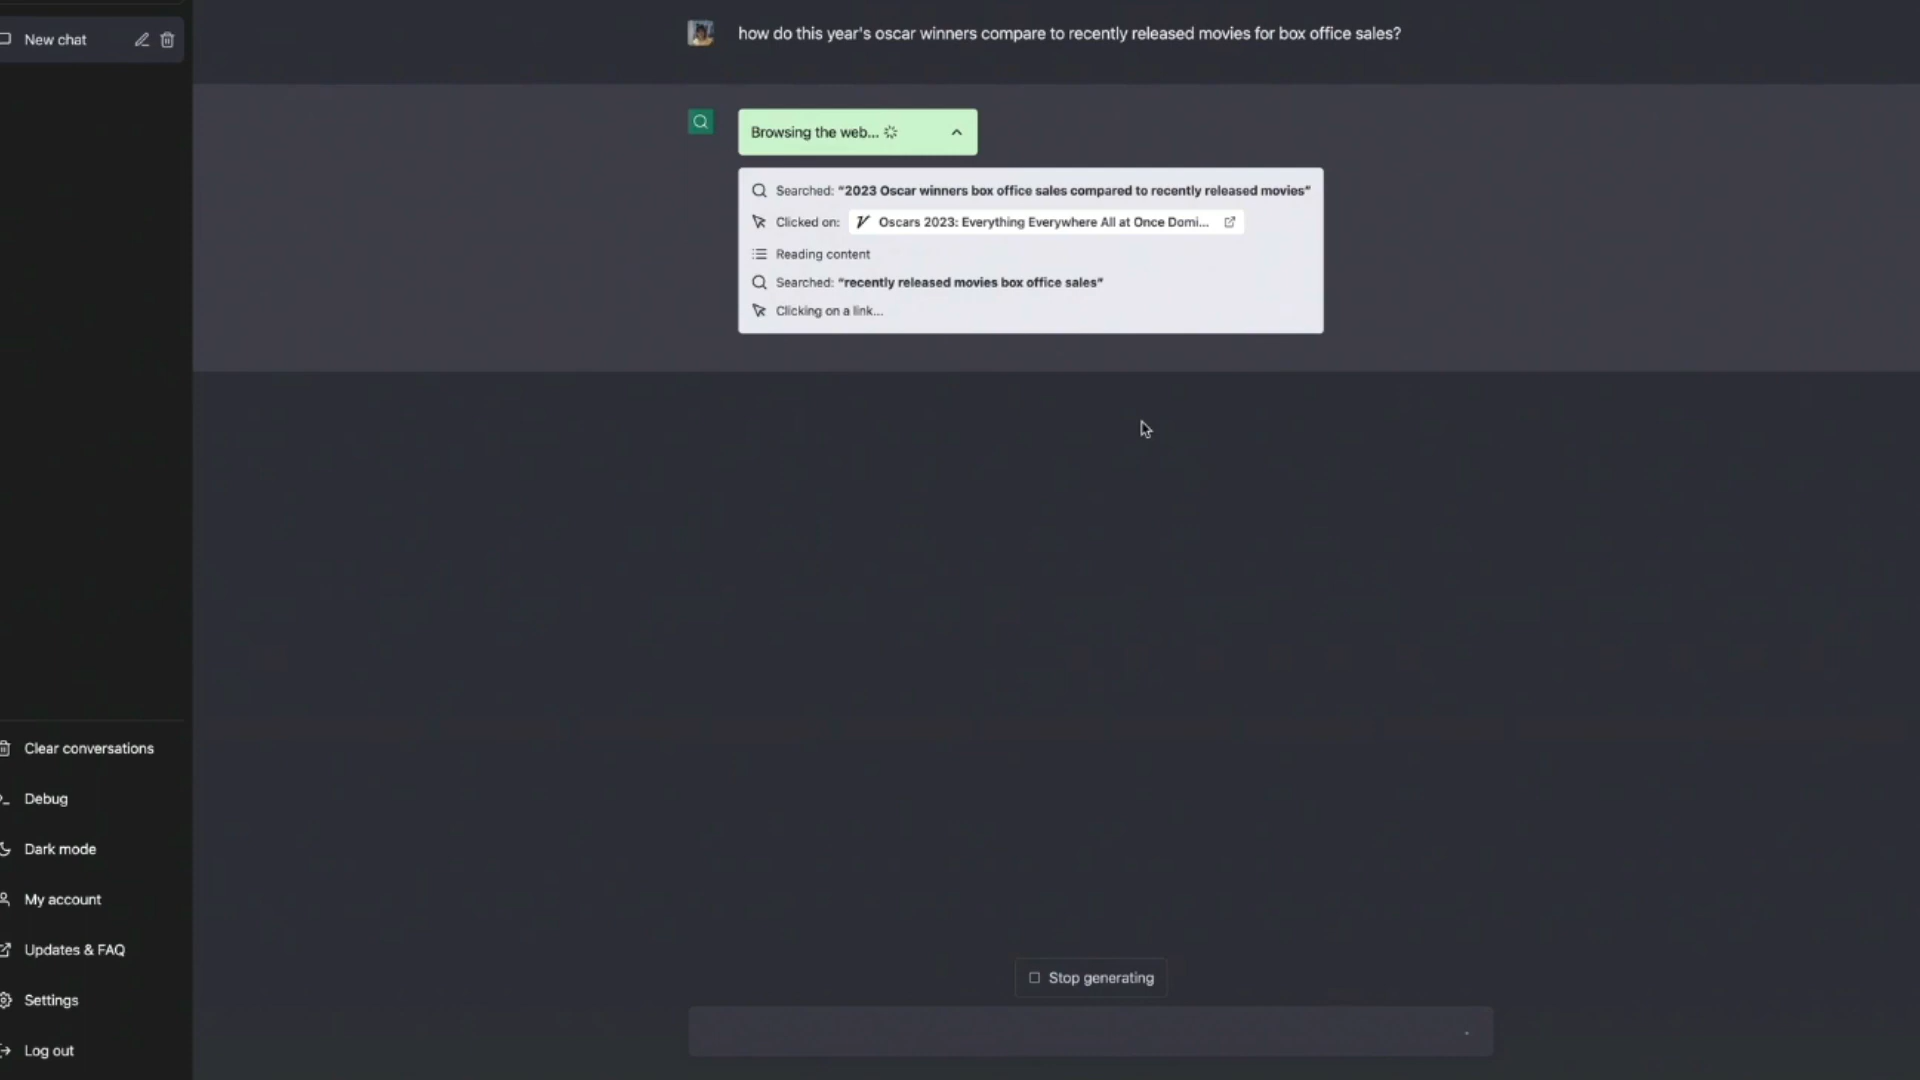 New chat
how do this year's oscar winners compare to recently released movies for box office sales?
Browsing the web...
Searched: "2023 Oscar winners box office sales compared to recently released movies"
Clicked on: Oscars 2023: Everything Everywhere All at Once Domi...
Reading content
Searched: "recently released movies box office sales"
Clicking on a link...
Clear conversations
Debug
Dark mode
My account
Updates & FAQ
Settings
Log out
Stop generating